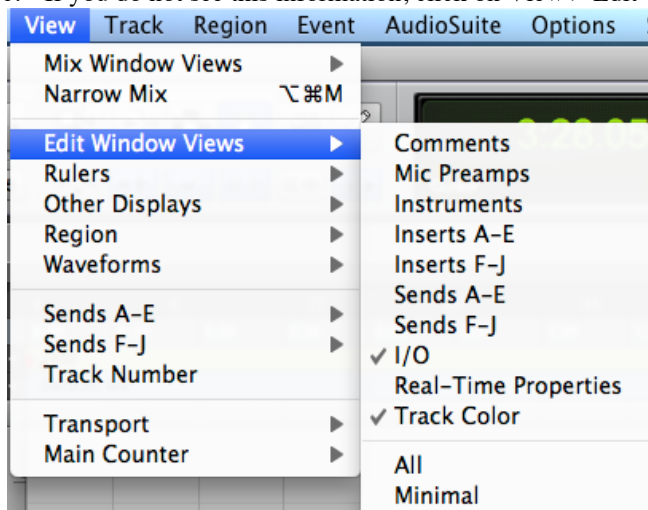 View Track Region Event AudioSuite Options
Mix Window Views
Narrow Mix ⌥⌘M
Edit Window Views
Rulers
Other Displays
Region
Waveforms
Sends A-E
Sends F-J
Track Number
Transport
Main Counter
Comments
Mic Preamps
Instruments
Inserts A-E
Inserts F-J
Sends A-E
Sends F-J
✓ I/O
Real-Time Properties
✓ Track Color
All
Minimal